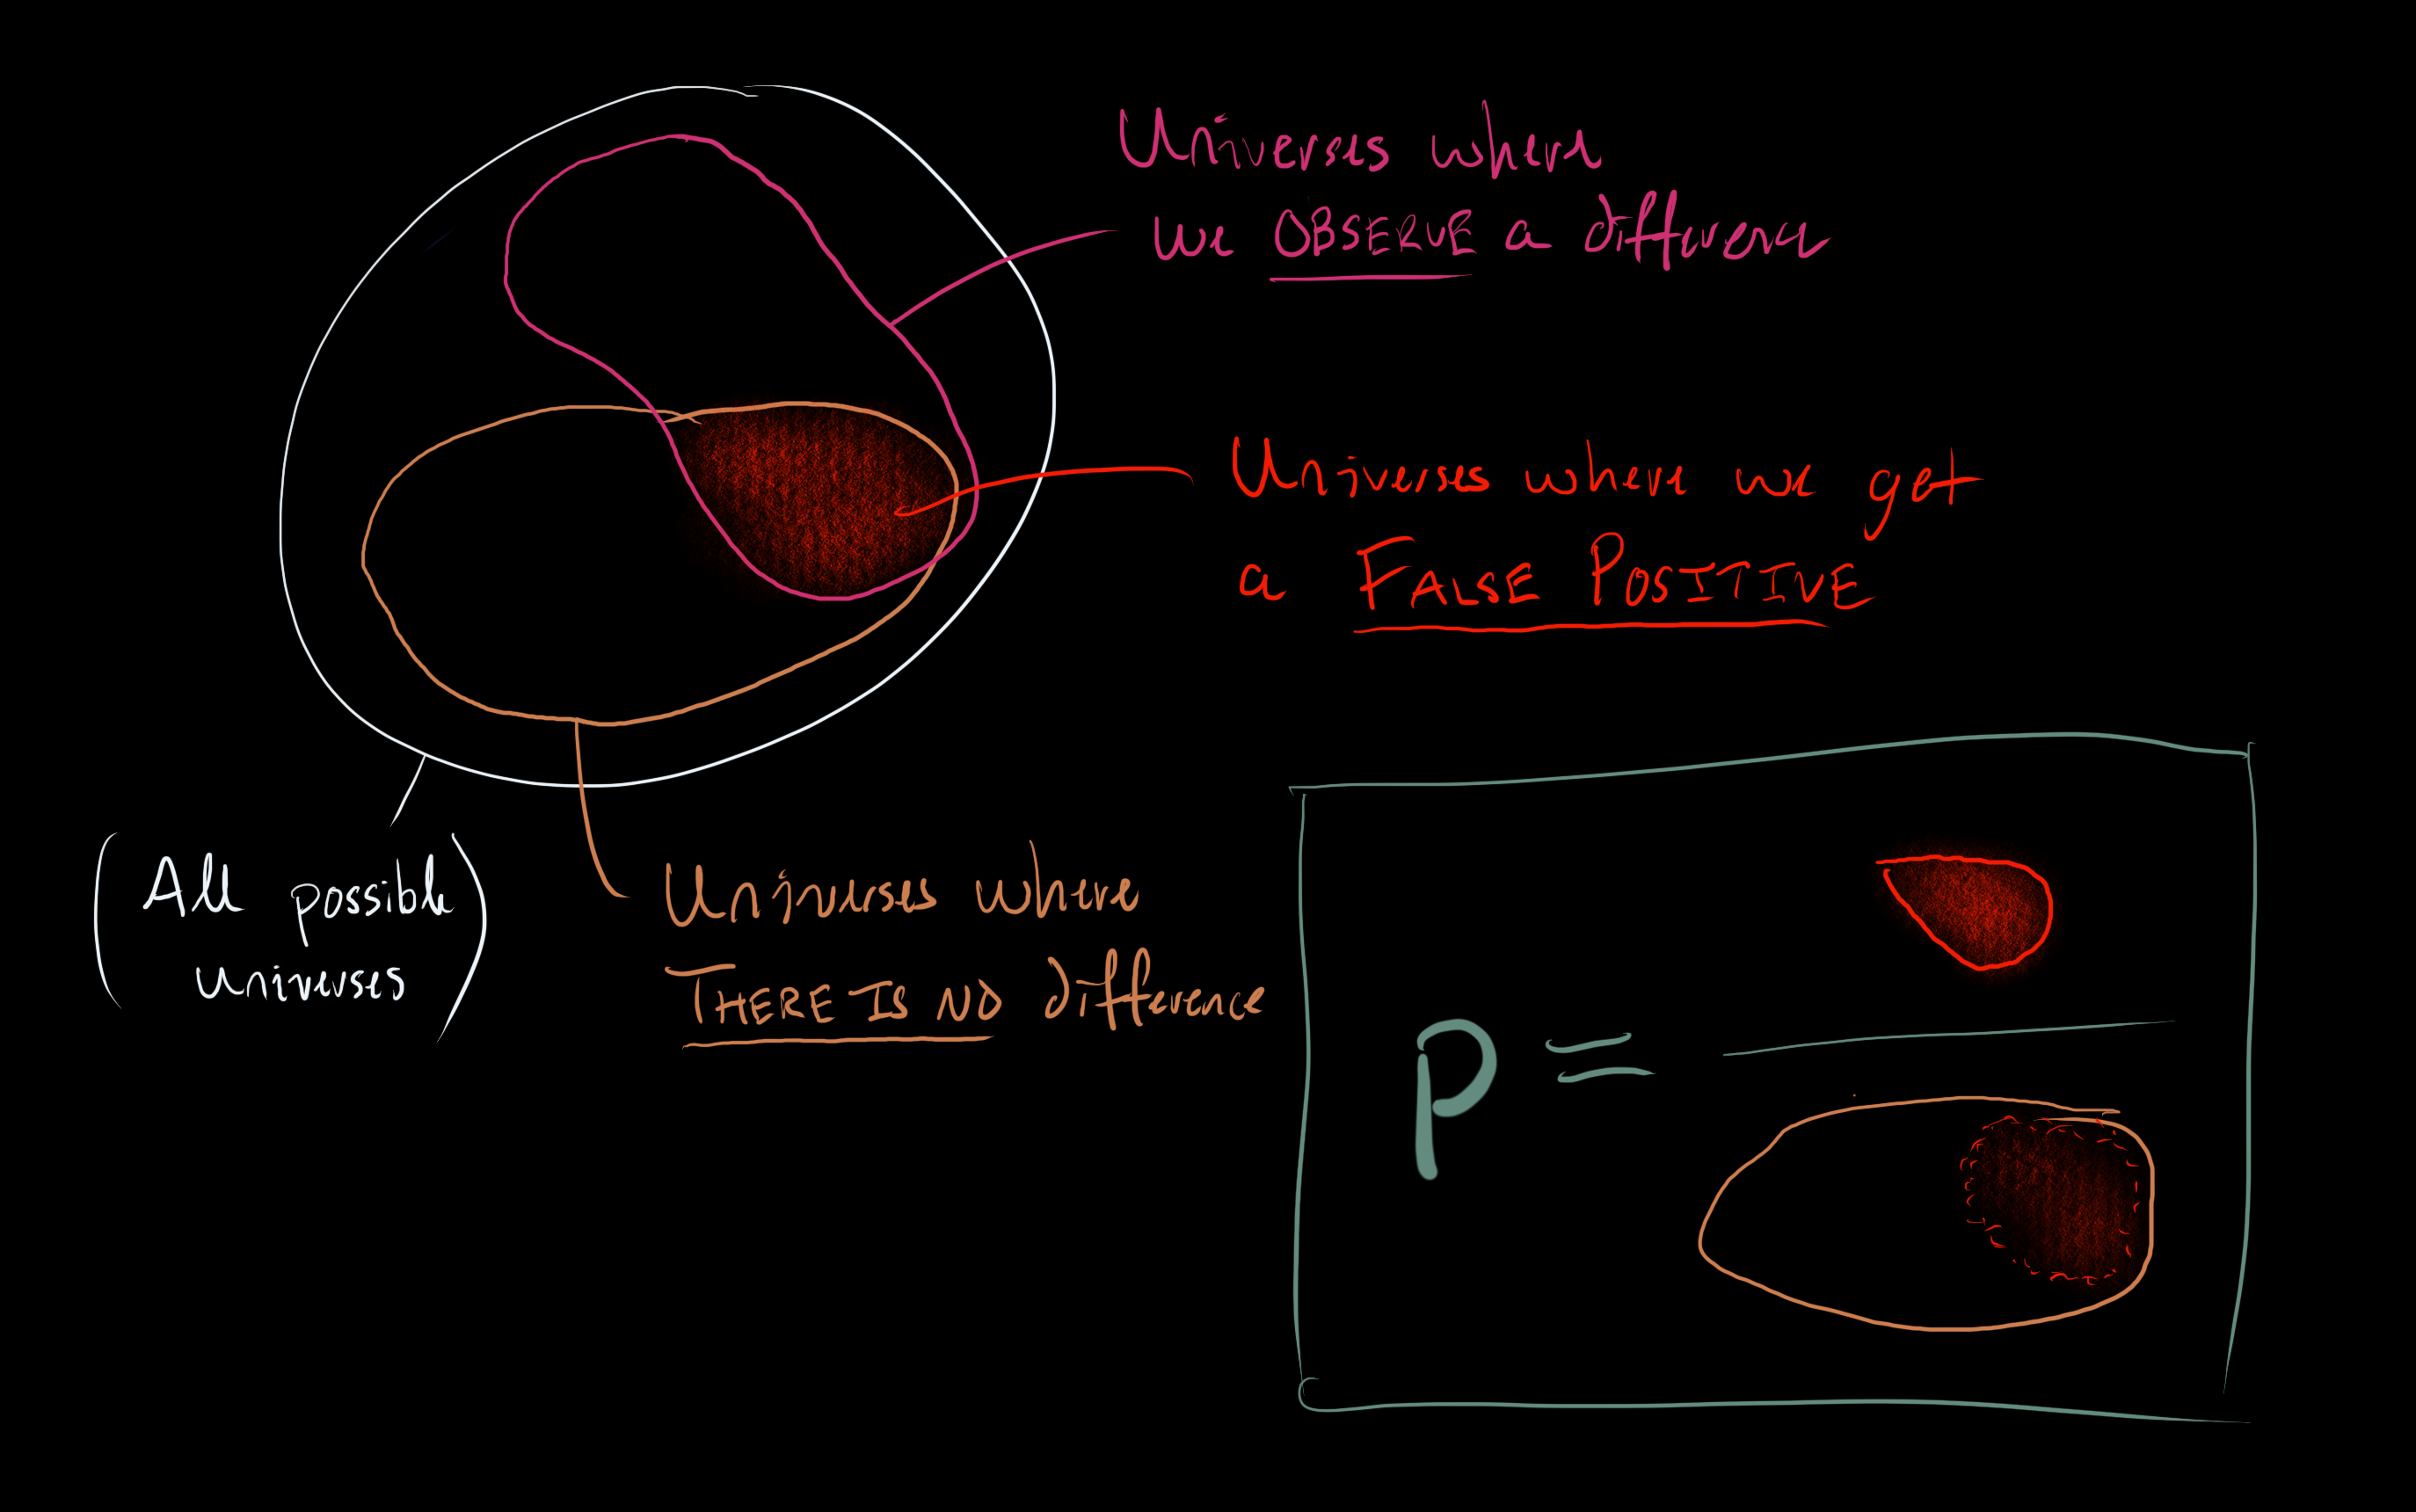 Universes where
we OBSERVE a difference
Universes where we get
a FALSE POSITIVE
(All possible
universes)
Universes where
THERE IS NO difference
p =